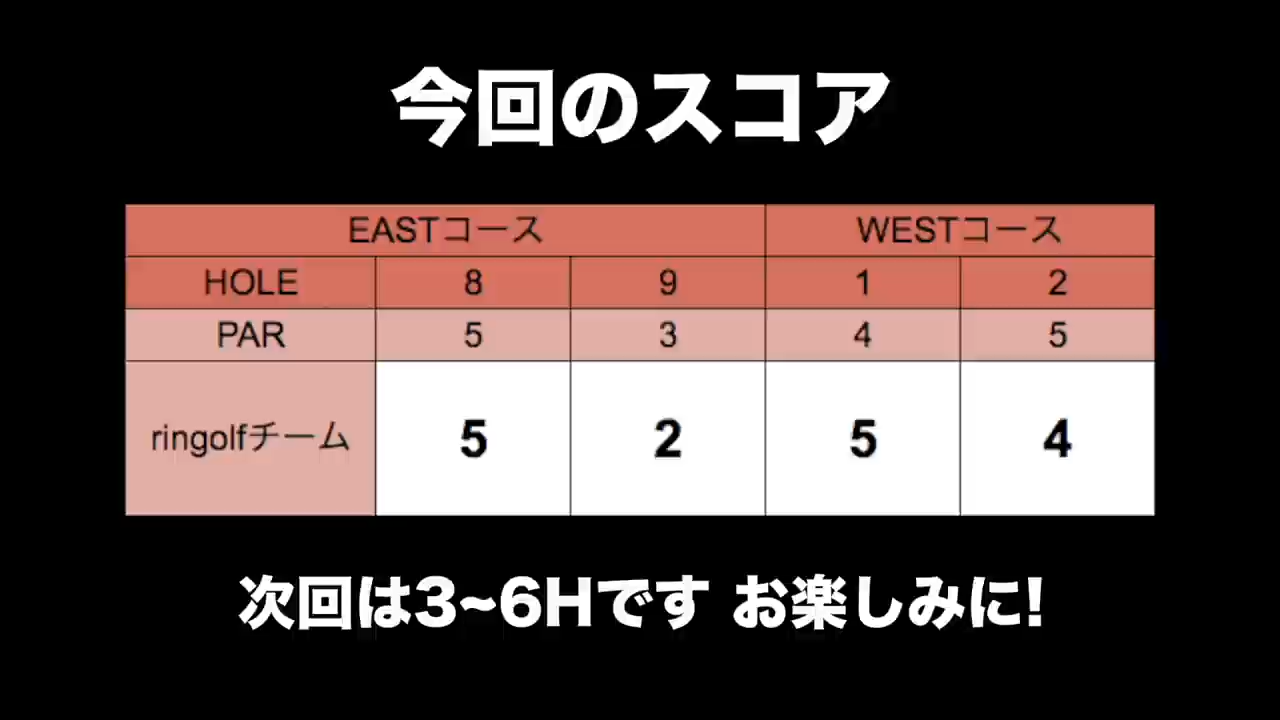 今回のスコア
EASTコース WESTコース
HOLE 8 9 1 2
PAR 5 3 4 5
ringolfチーム 5 2 5 4
次回は3~6Hです お楽しみに!